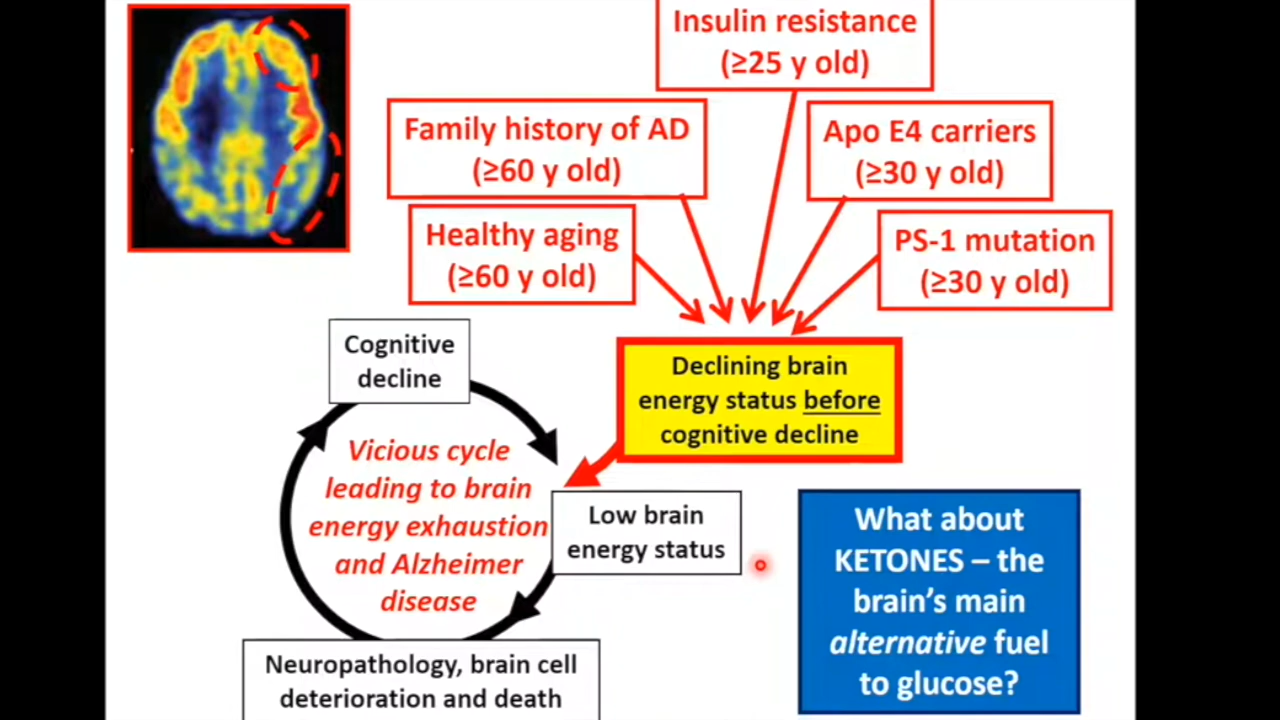 Insulin resistance
(≥25 y old)
Family history of AD
(≥60 y old)
Apo E4 carriers
(≥30 y old)
Healthy aging
(≥60 y old)
PS-1 mutation
(≥30 y old)
Cognitive
decline
Declining brain
energy status before
cognitive decline
Vicious cycle
leading to brain
energy exhaustion
and Alzheimer
disease
Low brain
energy status
What about
KETONES – the
brain’s main
alternative fuel
to glucose?
Neuropathology, brain cell
deterioration and death